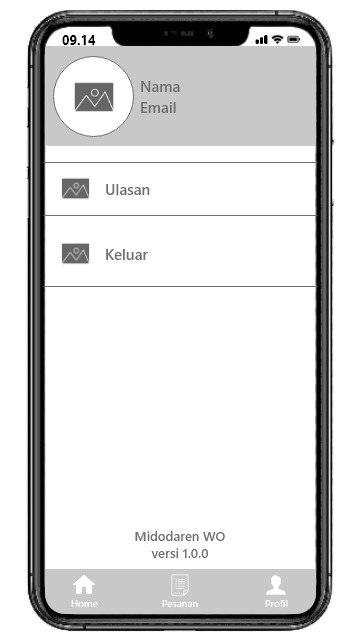 09.14
Nama
Email
Ulasan
Keluar
Midodaren WO
versi 1.0.0
Home
Pesanan
Profil